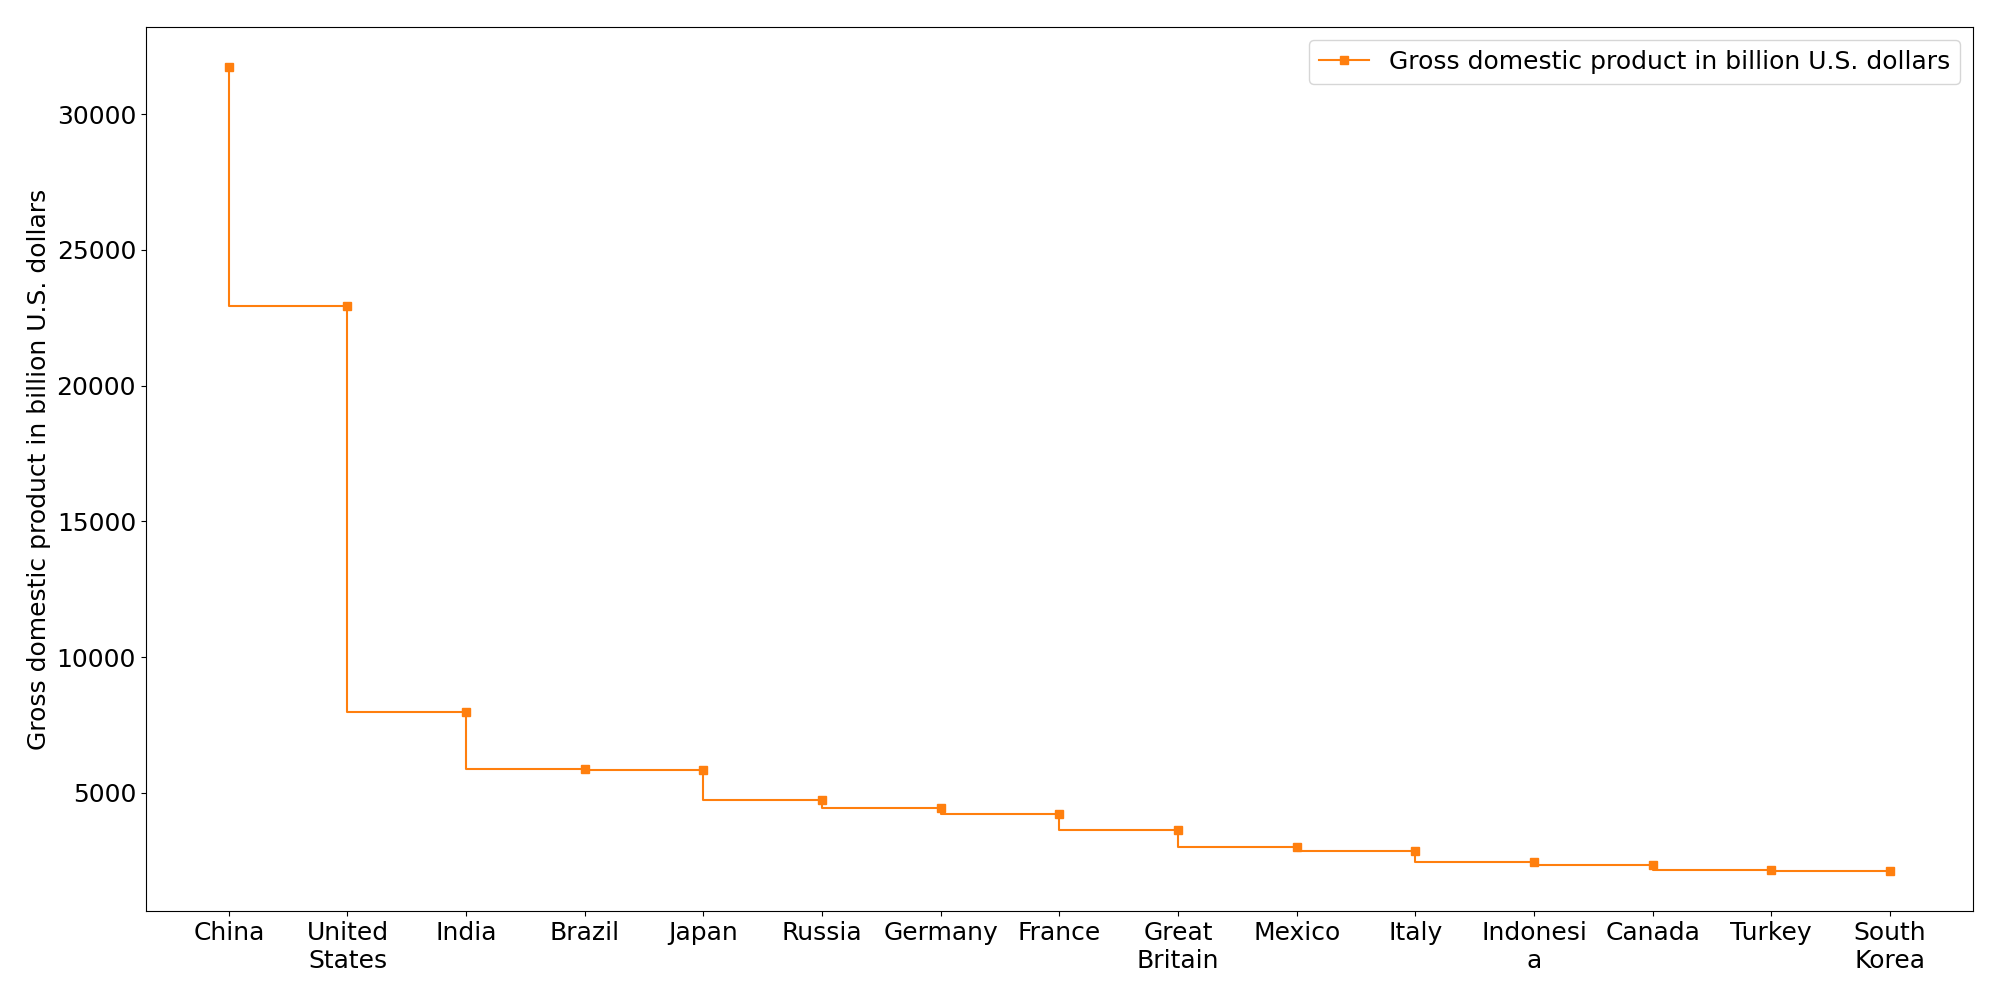 Gross domestic product in billion U.S. dollars
Gross domestic product in billion U.S. dollars
30000
25000
20000
15000
10000
5000
China
United
States
India
Brazil
Japan
Russia
Germany
France
Great
Britain
Mexico
Italy
Indonesi
a
Canada
Turkey
South
Korea